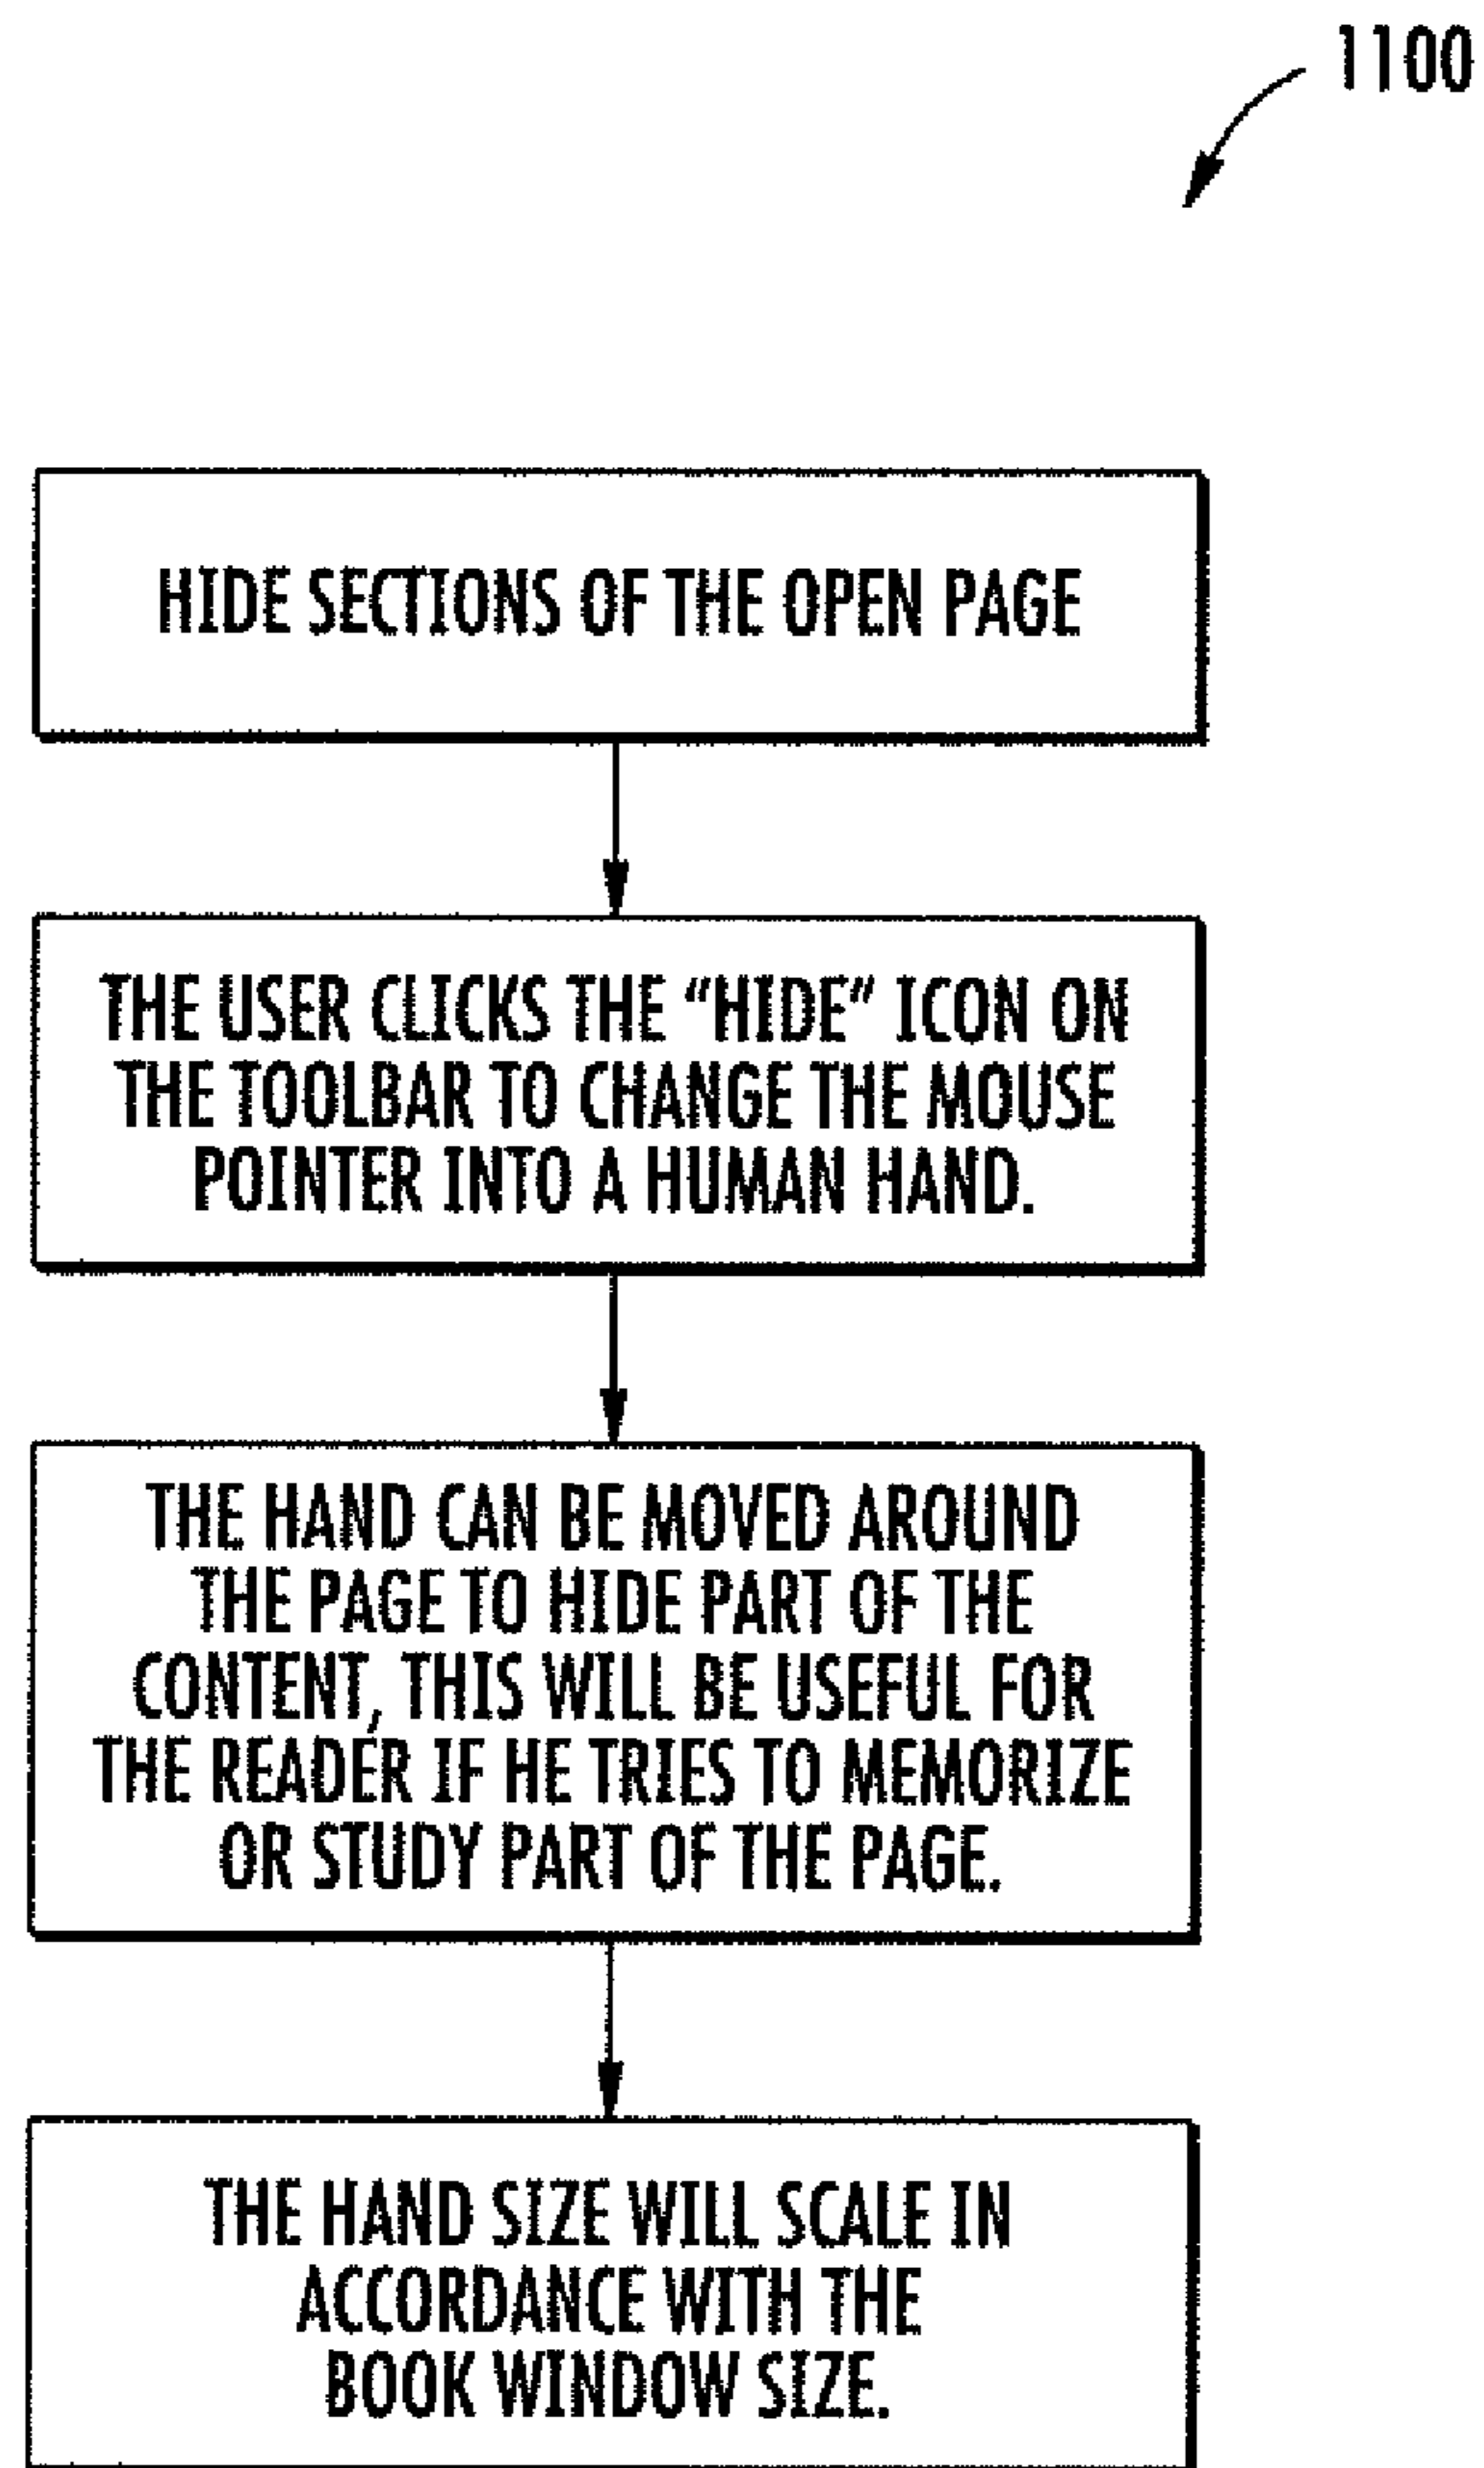 1100
HIDE SECTIONS OF THE OPEN PAGE
THE USER CLICKS THE “HIDE” ICON ON
THE TOOLBAR TO CHANGE THE MOUSE
POINTER INTO A HUMAN HAND.
THE HAND CAN BE MOVED AROUND
THE PAGE TO HIDE PART OF THE
CONTENT, THIS WILL BE USEFUL FOR
THE READER IF HE TRIES TO MEMORIZE
OR STUDY PART OF THE PAGE.
THE HAND SIZE WILL SCALE IN
ACCORDANCE WITH THE
BOOK WINDOW SIZE.